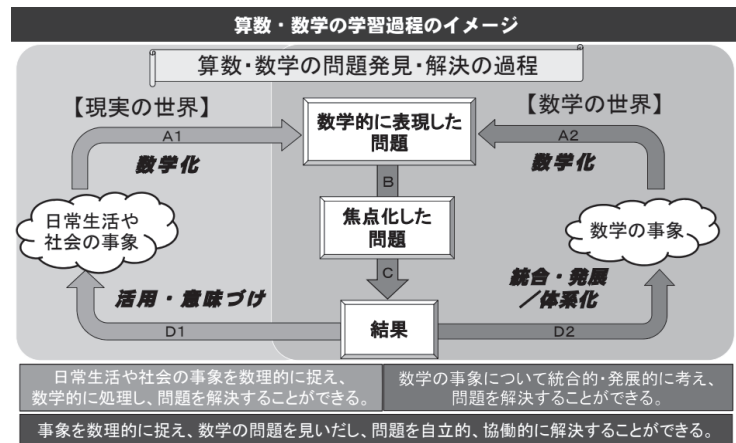 算数・数学の学習過程のイメージ
算数・数学の問題発見・解決の過程
【現実の世界】
【数学の世界】
数学的に表現した
問題
A1
数学化
A2
数学化
B
焦点化した
問題
日常生活や
社会の事象
数学の事象
C
活用・意味づけ
統合・発展
／体系化
結果
D1
D2
日常生活や社会の事象を数理的に捉え、
数学的に処理し、問題を解決することができる。
数学の事象について統合的・発展的に考え、
問題を解決することができる。
事象を数理的に捉え、数学の問題を見いだし、問題を自立的、協働的に解決することができる。